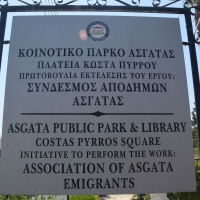 ΚΟΙΝΟΤΙΚΟ ΠΑΡΚΟ ΑΣΓΑΤΑΣ
ΠΛΑΤΕΙΑ ΚΩΣΤΑ ΠΥΡΡΟΥ
ΠΡΩΤΟΒΟΥΛΙΑ ΕΚΤΕΛΕΣΗΣ ΤΟΥ ΕΡΓΟΥ:
ΣΥΝΔΕΣΜΟΣ ΑΠΟΔΗΜΩΝ
ΑΣΓΑΤΑΣ
ASGATA PUBLIC PARK & LIBRARY
COSTAS PYRROS SQUARE
INITIATIVE TO PERFORM THE WORK:
ASSOCIATION OF ASGATA
EMIGRANTS